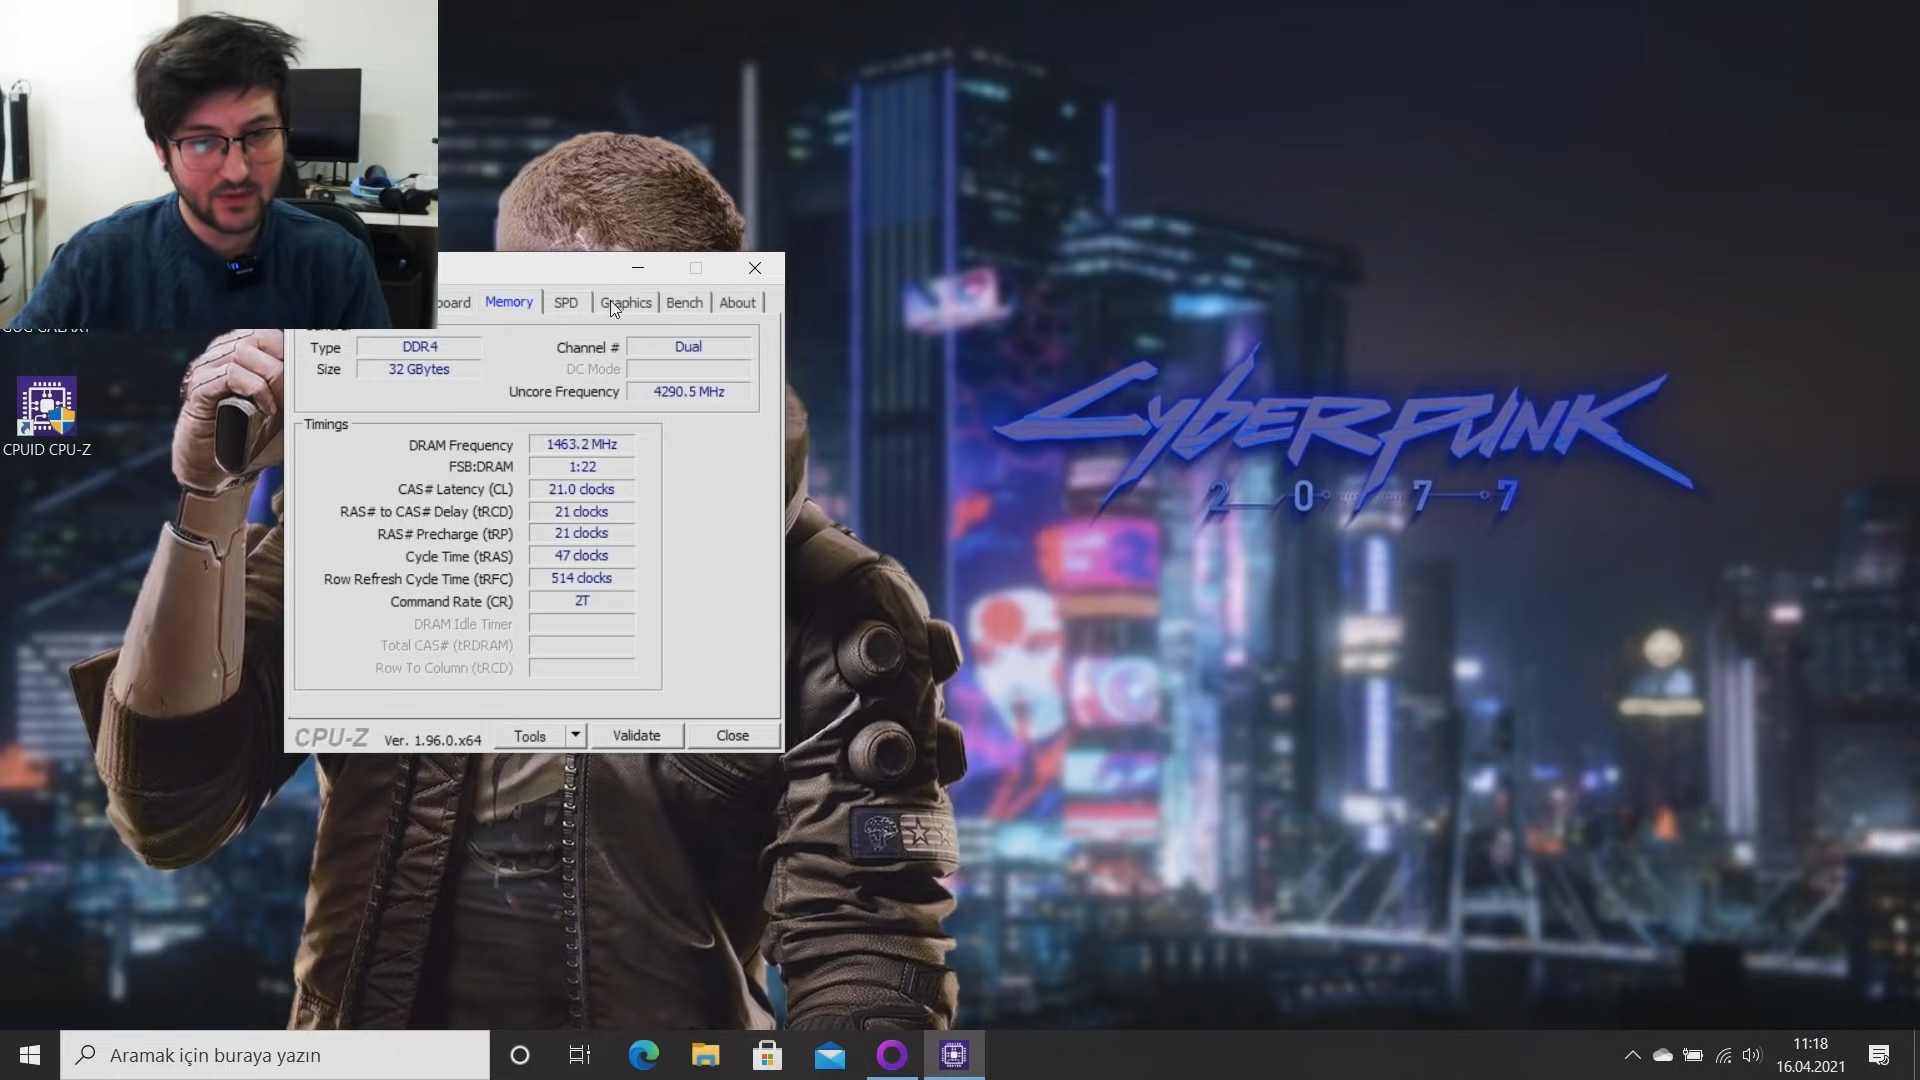 board Memory SPD Graphics Bench About
Type DDR4 Channel # Dual
Size 32 GBytes DC Mode
Uncore Frequency 4290.5 MHz
Timings
DRAM Frequency 1463.2 MHz
FSB:DRAM 1:22
CAS# Latency (CL) 21.0 clocks
RAS# to CAS# Delay (tRCD) 21 clocks
RAS# Precharge (tRP) 21 clocks
Cycle Time (tRAS) 47 clocks
Row Refresh Cycle Time (tRFC) 514 clocks
Command Rate (CR) 2T
DRAM Idle Timer
Total CAS# (tRDRAM)
Row To Column (tRCD)
CPU-Z Ver. 1.96.0.x64 Tools Validate Close
CPUID CPU-Z
CYBERPUNK
2077
Aramak için buraya yazın
11:18
16.04.2021